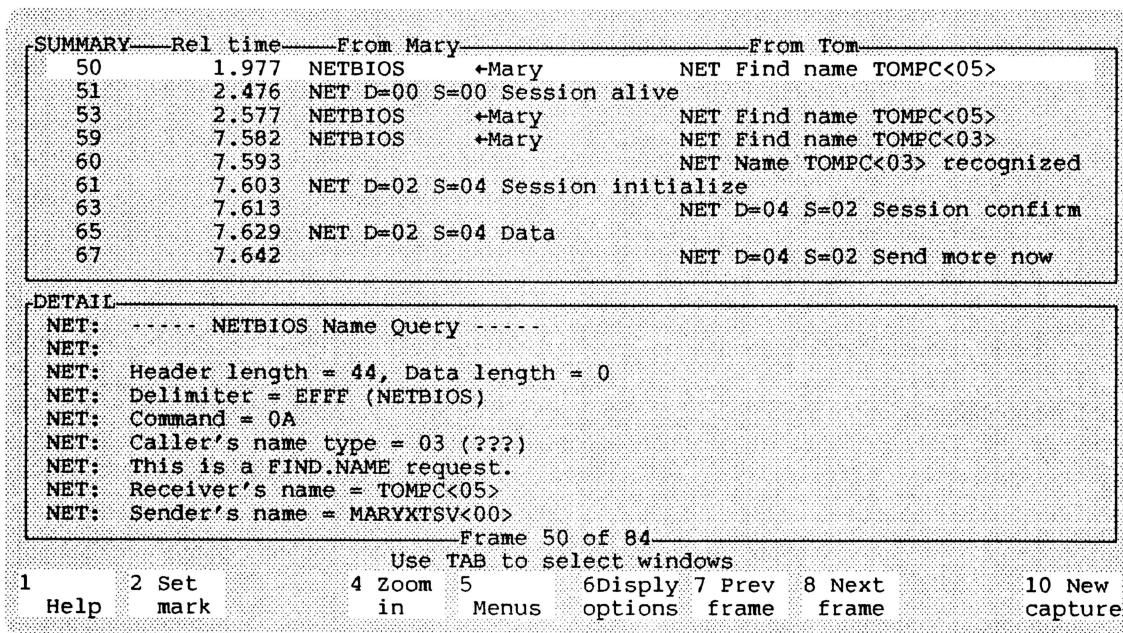 SUMMARY Rel time From Mary From Tom
50 1.977 NETBIOS ←Mary NET Find name TOMPC<05>
51 2.476 NET D=00 S=00 Session alive
53 2.577 NETBIOS ←Mary NET Find name TOMPC<05>
59 7.582 NETBIOS ←Mary NET Find name TOMPC<03>
60 7.593 NET Name TOMPC<03> recognized
61 7.603 NET D=02 S=04 Session initialize
63 7.613 NET D=04 S=02 Session confirm
65 7.629 NET D=02 S=04 Data
67 7.642 NET D=04 S=02 Send more now
DETAIL
NET: ----- NETBIOS Name Query -----
NET:
NET: Header length = 44, Data length = 0
NET: Delimiter = EFFF (NETBIOS)
NET: Command = 0A
NET: Caller's name type = 03 (???)
NET: This is a FIND.NAME request.
NET: Receiver's name = TOMPC<05>
NET: Sender's name = MARYXTSV<00>
Frame 50 of 84
Use TAB to select windows
1 2 Set 4 Zoom 5 6Disply 7 Prev 8 Next 10 New
Help mark in Menus options frame frame capture